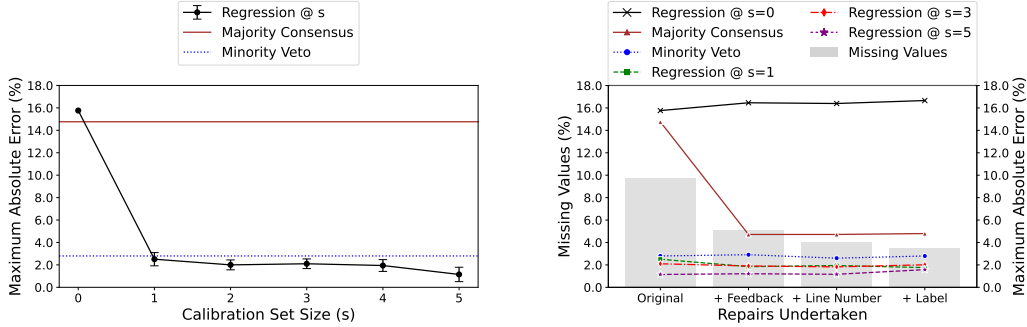 Regression @ s
Majority Consensus
Minority Veto
Maximum Absolute Error (%)
18.0
16.0
14.0
12.0
10.0
8.0
6.0
4.0
2.0
0.0
0 1 2 3 4 5
Calibration Set Size (s)
Regression @ s=0
Majority Consensus
Minority Veto
Regression @ s=1
Regression @ s=3
Regression @ s=5
Missing Values
Missing Values (%)
18.0
16.0
14.0
12.0
10.0
8.0
6.0
4.0
2.0
0.0
18.0
16.0
14.0
12.0
10.0
8.0
6.0
4.0
2.0
0.0
Maximum Absolute Error (%)
Original + Feedback + Line Number + Label
Repairs Undertaken